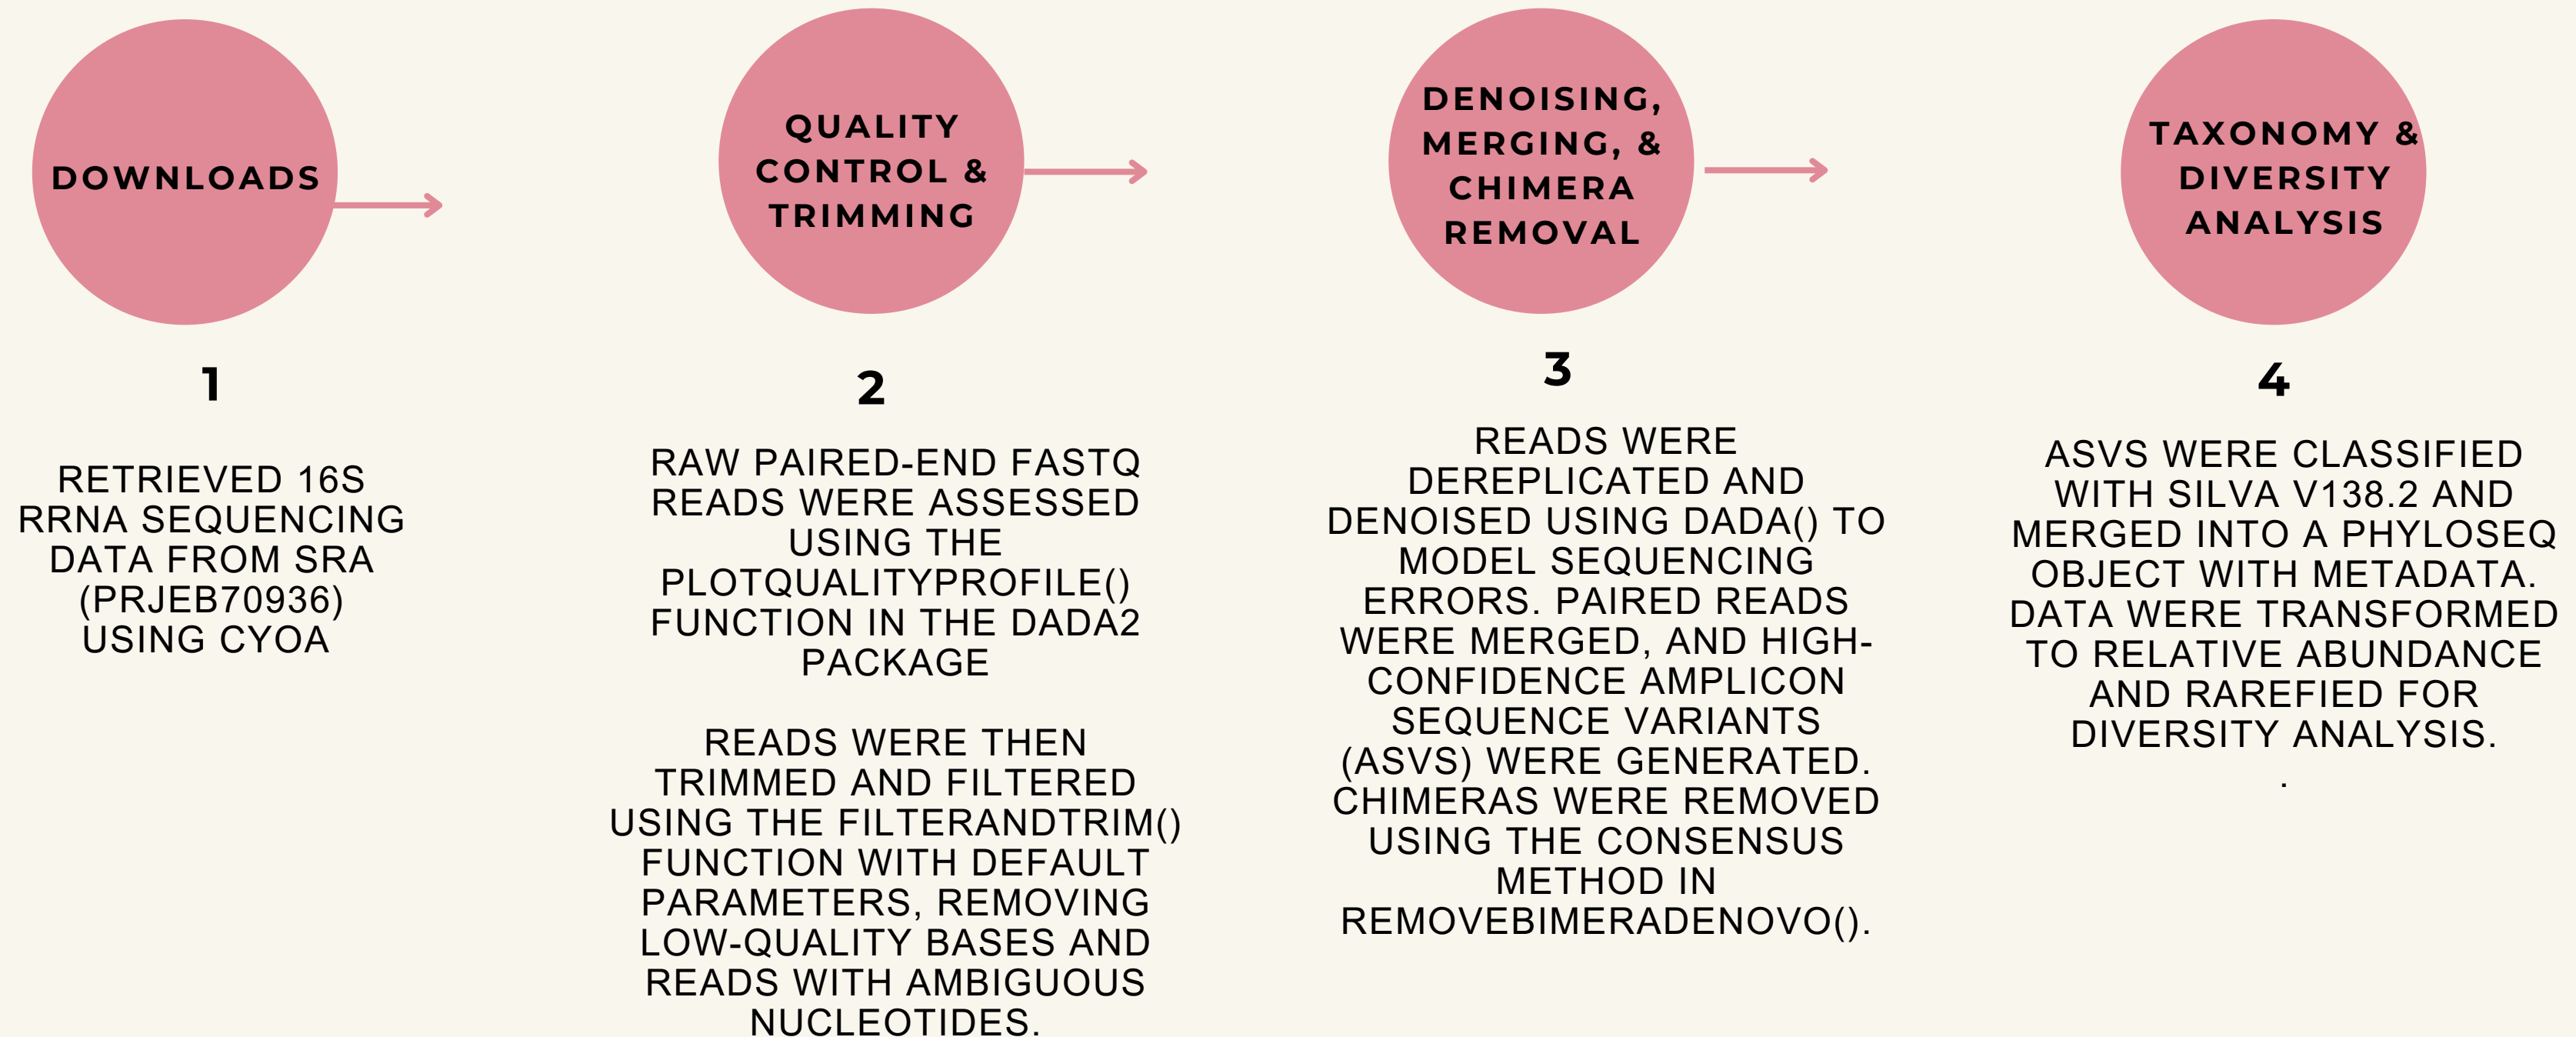 DOWNLOADS
1
RETRIEVED 16S
RRNA SEQUENCING
DATA FROM SRA
(PRJEB70936)
USING CYOA
QUALITY
CONTROL &
TRIMMING
2
RAW PAIRED-END FASTQ
READS WERE ASSESSED
USING THE
PLOTQUALITYPROFILE()
FUNCTION IN THE DADA2
PACKAGE
READS WERE THEN
TRIMMED AND FILTERED
USING THE FILTERANDTRIM()
FUNCTION WITH DEFAULT
PARAMETERS, REMOVING
LOW-QUALITY BASES AND
READS WITH AMBIGUOUS
NUCLEOTIDES.
DENOISING,
MERGING, &
CHIMERA
REMOVAL
3
READS WERE
DEREPLICATED AND
DENOISED USING DADA() TO
MODEL SEQUENCING
ERRORS. PAIRED READS
WERE MERGED, AND HIGH-
CONFIDENCE AMPLICON
SEQUENCE VARIANTS
(ASVS) WERE GENERATED.
CHIMERAS WERE REMOVED
USING THE CONSENSUS
METHOD IN
REMOVEBIMERADENOVO().
TAXONOMY &
DIVERSITY
ANALYSIS
4
ASVS WERE CLASSIFIED
WITH SILVA V138.2 AND
MERGED INTO A PHYLOSEQ
OBJECT WITH METADATA.
DATA WERE TRANSFORMED
TO RELATIVE ABUNDANCE
AND RAREFIED FOR
DIVERSITY ANALYSIS.
.